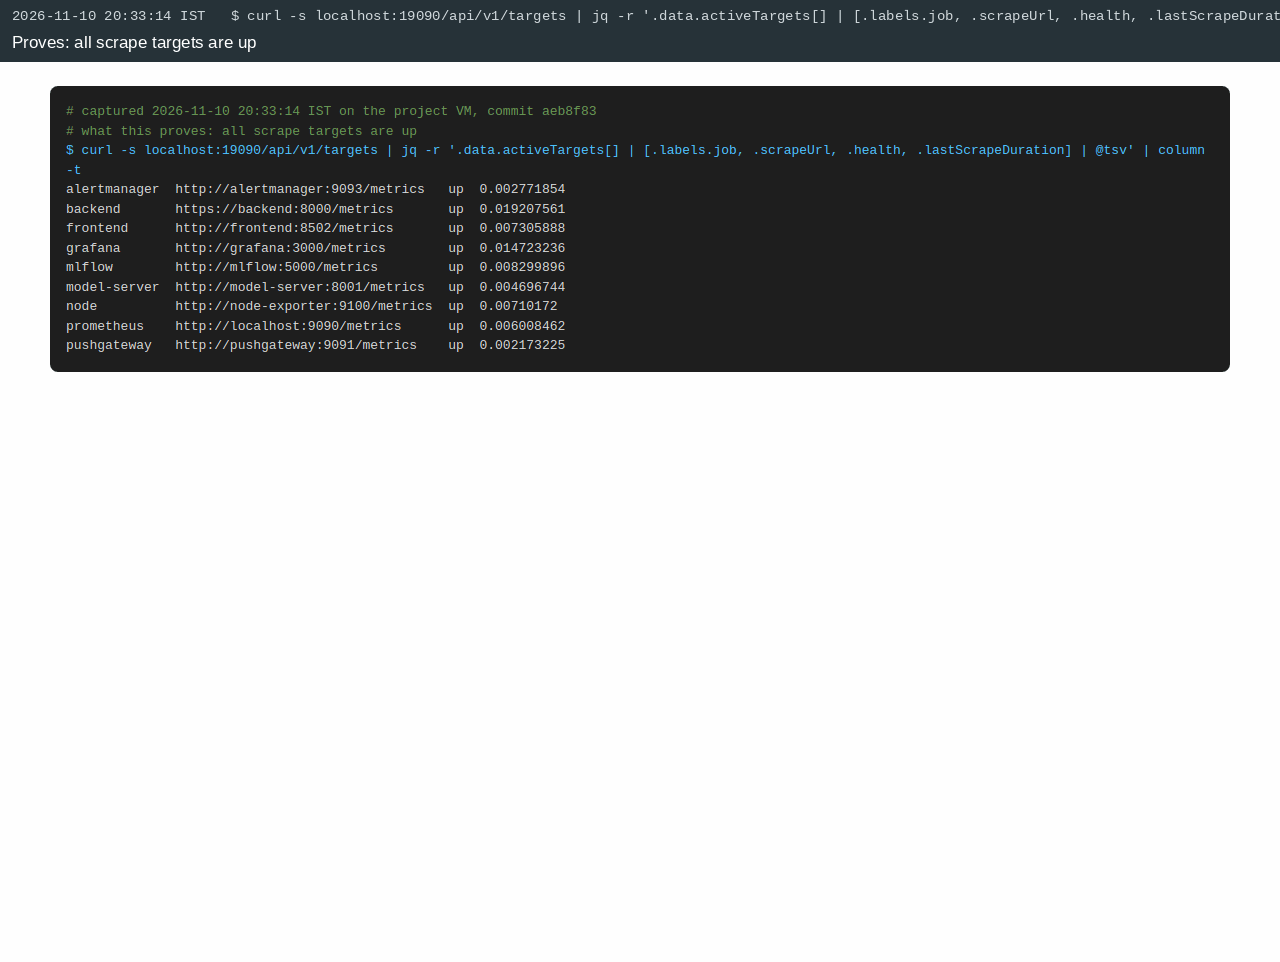 2026-11-10 20:33:14 IST   $ curl -s localhost:19090/api/v1/targets | jq -r '.data.activeTargets[] | [.labels.job, .scrapeUrl, .health, .lastScrapeDurat
Proves: all scrape targets are up
# captured 2026-11-10 20:33:14 IST on the project VM, commit aeb8f83
# what this proves: all scrape targets are up
$ curl -s localhost:19090/api/v1/targets | jq -r '.data.activeTargets[] | [.labels.job, .scrapeUrl, .health, .lastScrapeDuration] | @tsv' | column
-t
alertmanager  http://alertmanager:9093/metrics   up  0.002771854
backend       https://backend:8000/metrics       up  0.019207561
frontend      http://frontend:8502/metrics       up  0.007305888
grafana       http://grafana:3000/metrics        up  0.014723236
mlflow        http://mlflow:5000/metrics         up  0.008299896
model-server  http://model-server:8001/metrics   up  0.004696744
node          http://node-exporter:9100/metrics  up  0.00710172
prometheus    http://localhost:9090/metrics      up  0.006008462
pushgateway   http://pushgateway:9091/metrics    up  0.002173225